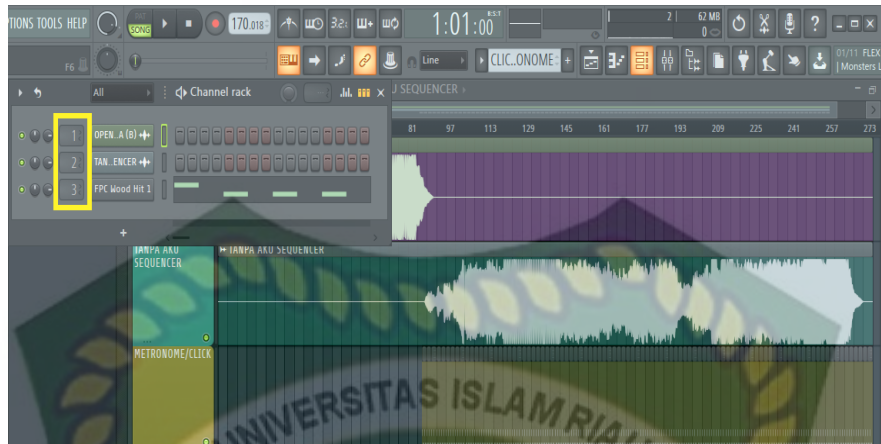 TIONS TOOLS HELP
SONG
170.018
3.2:
1:01:00
B:S:T
2
62 MB
0
?
F6
Line
CLIC..ONOME
01/11 FLEX
Monsters L
All
Channel rack
J SEQUENCER
81 97 113 129 145 161 177 193 209 225 241 257 273
1 OPEN..A (B)
2 TAN..ENCER
3 FPC Wood Hit 1
+
TANPA AKU
SEQUENCER
TANPA AKU SEQUENCER
METRONOME/CLICK
UNIVERSITAS ISLAM RIAU